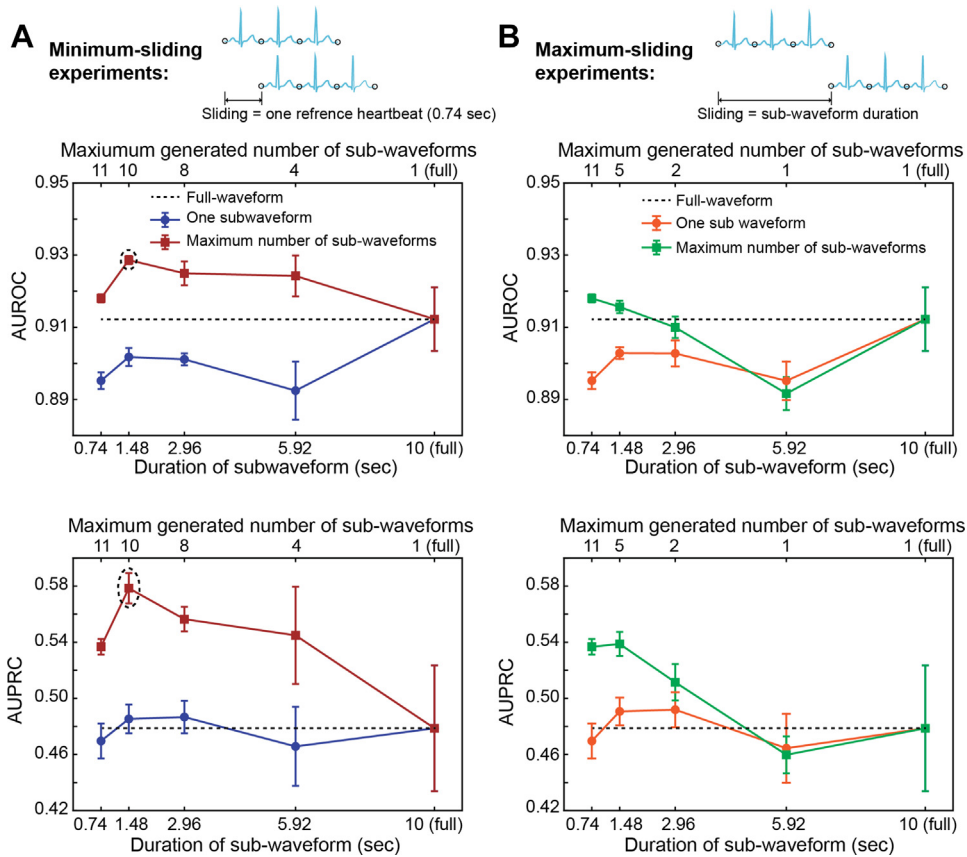 A
Minimum-sliding
experiments:
Sliding = one refrence heartbeat (0.74 sec)
Maxiumum generated number of sub-waveforms
11 10 8 4 1 (full)
0.95
0.93
0.91
0.89
AUROC
Full-waveform
One subwaveform
Maximum number of sub-waveforms
0.74 1.48 2.96 5.92 10 (full)
Duration of subwaveform (sec)
Maximum generated number of sub-waveforms
11 10 8 4 1 (full)
0.58
0.54
0.50
0.46
0.42
AUPRC
0.74 1.48 2.96 5.92 10 (full)
Duration of sub-waveform (sec)
B
Maximum-sliding
experiments:
Sliding = sub-waveform duration
Maximum generated number of sub-waveforms
11 5 2 1 1 (full)
0.95
0.93
0.91
0.89
AUROC
Full-waveform
One sub waveform
Maximum number of sub-waveforms
0.74 1.48 2.96 5.92 10 (full)
Duration of sub-waveform (sec)
Maximum generated number of sub-waveforms
11 5 2 1 1 (full)
0.58
0.54
0.50
0.46
0.42
AUPRC
0.74 1.48 2.96 5.92 10 (full)
Duration of sub-waveform (sec)